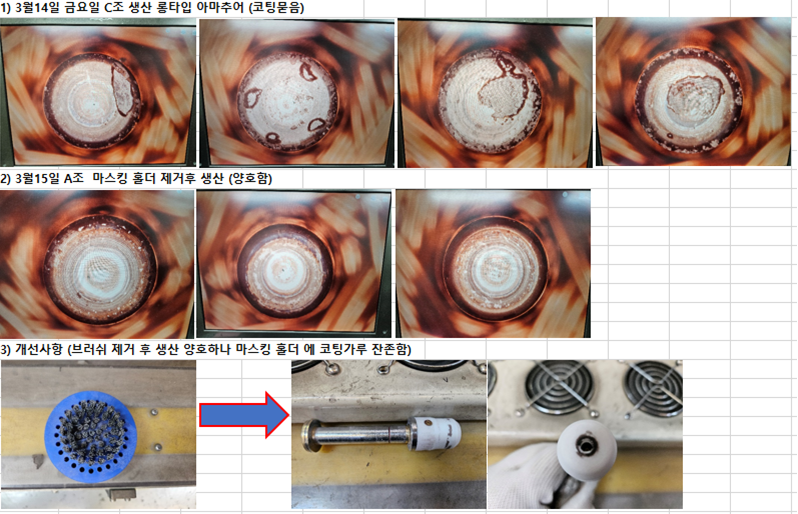 1) 3월14일 금요일 C조 생산 롱타입 아마추어 (코팅묻음)
2) 3월15일 A조  마스킹 홀더 제거후 생산 (양호함)
3) 개선사항 (브러쉬 제거 후 생산 양호하나 마스킹 홀더 에 코팅가루 잔존함)